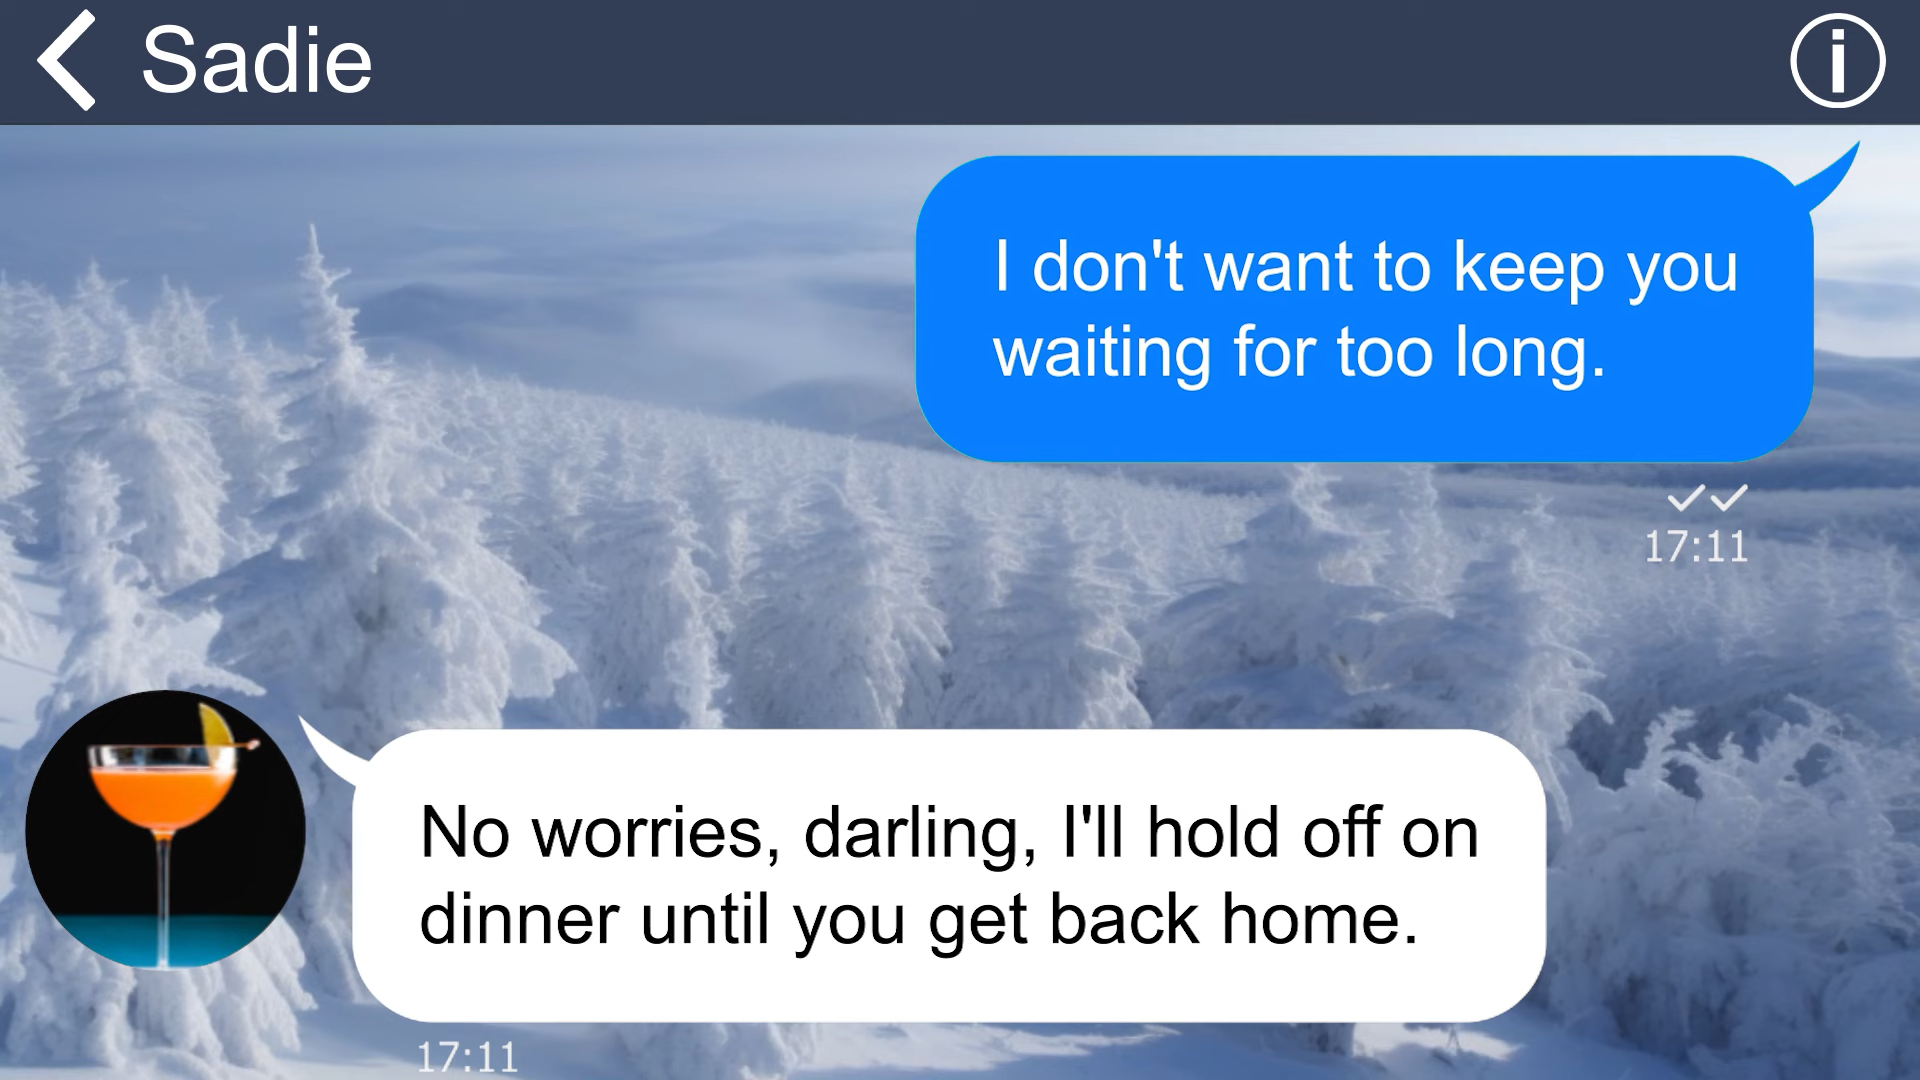 Sadie
I don't want to keep you
waiting for too long.
17:11
No worries, darling, I'll hold off on
dinner until you get back home.
17:11